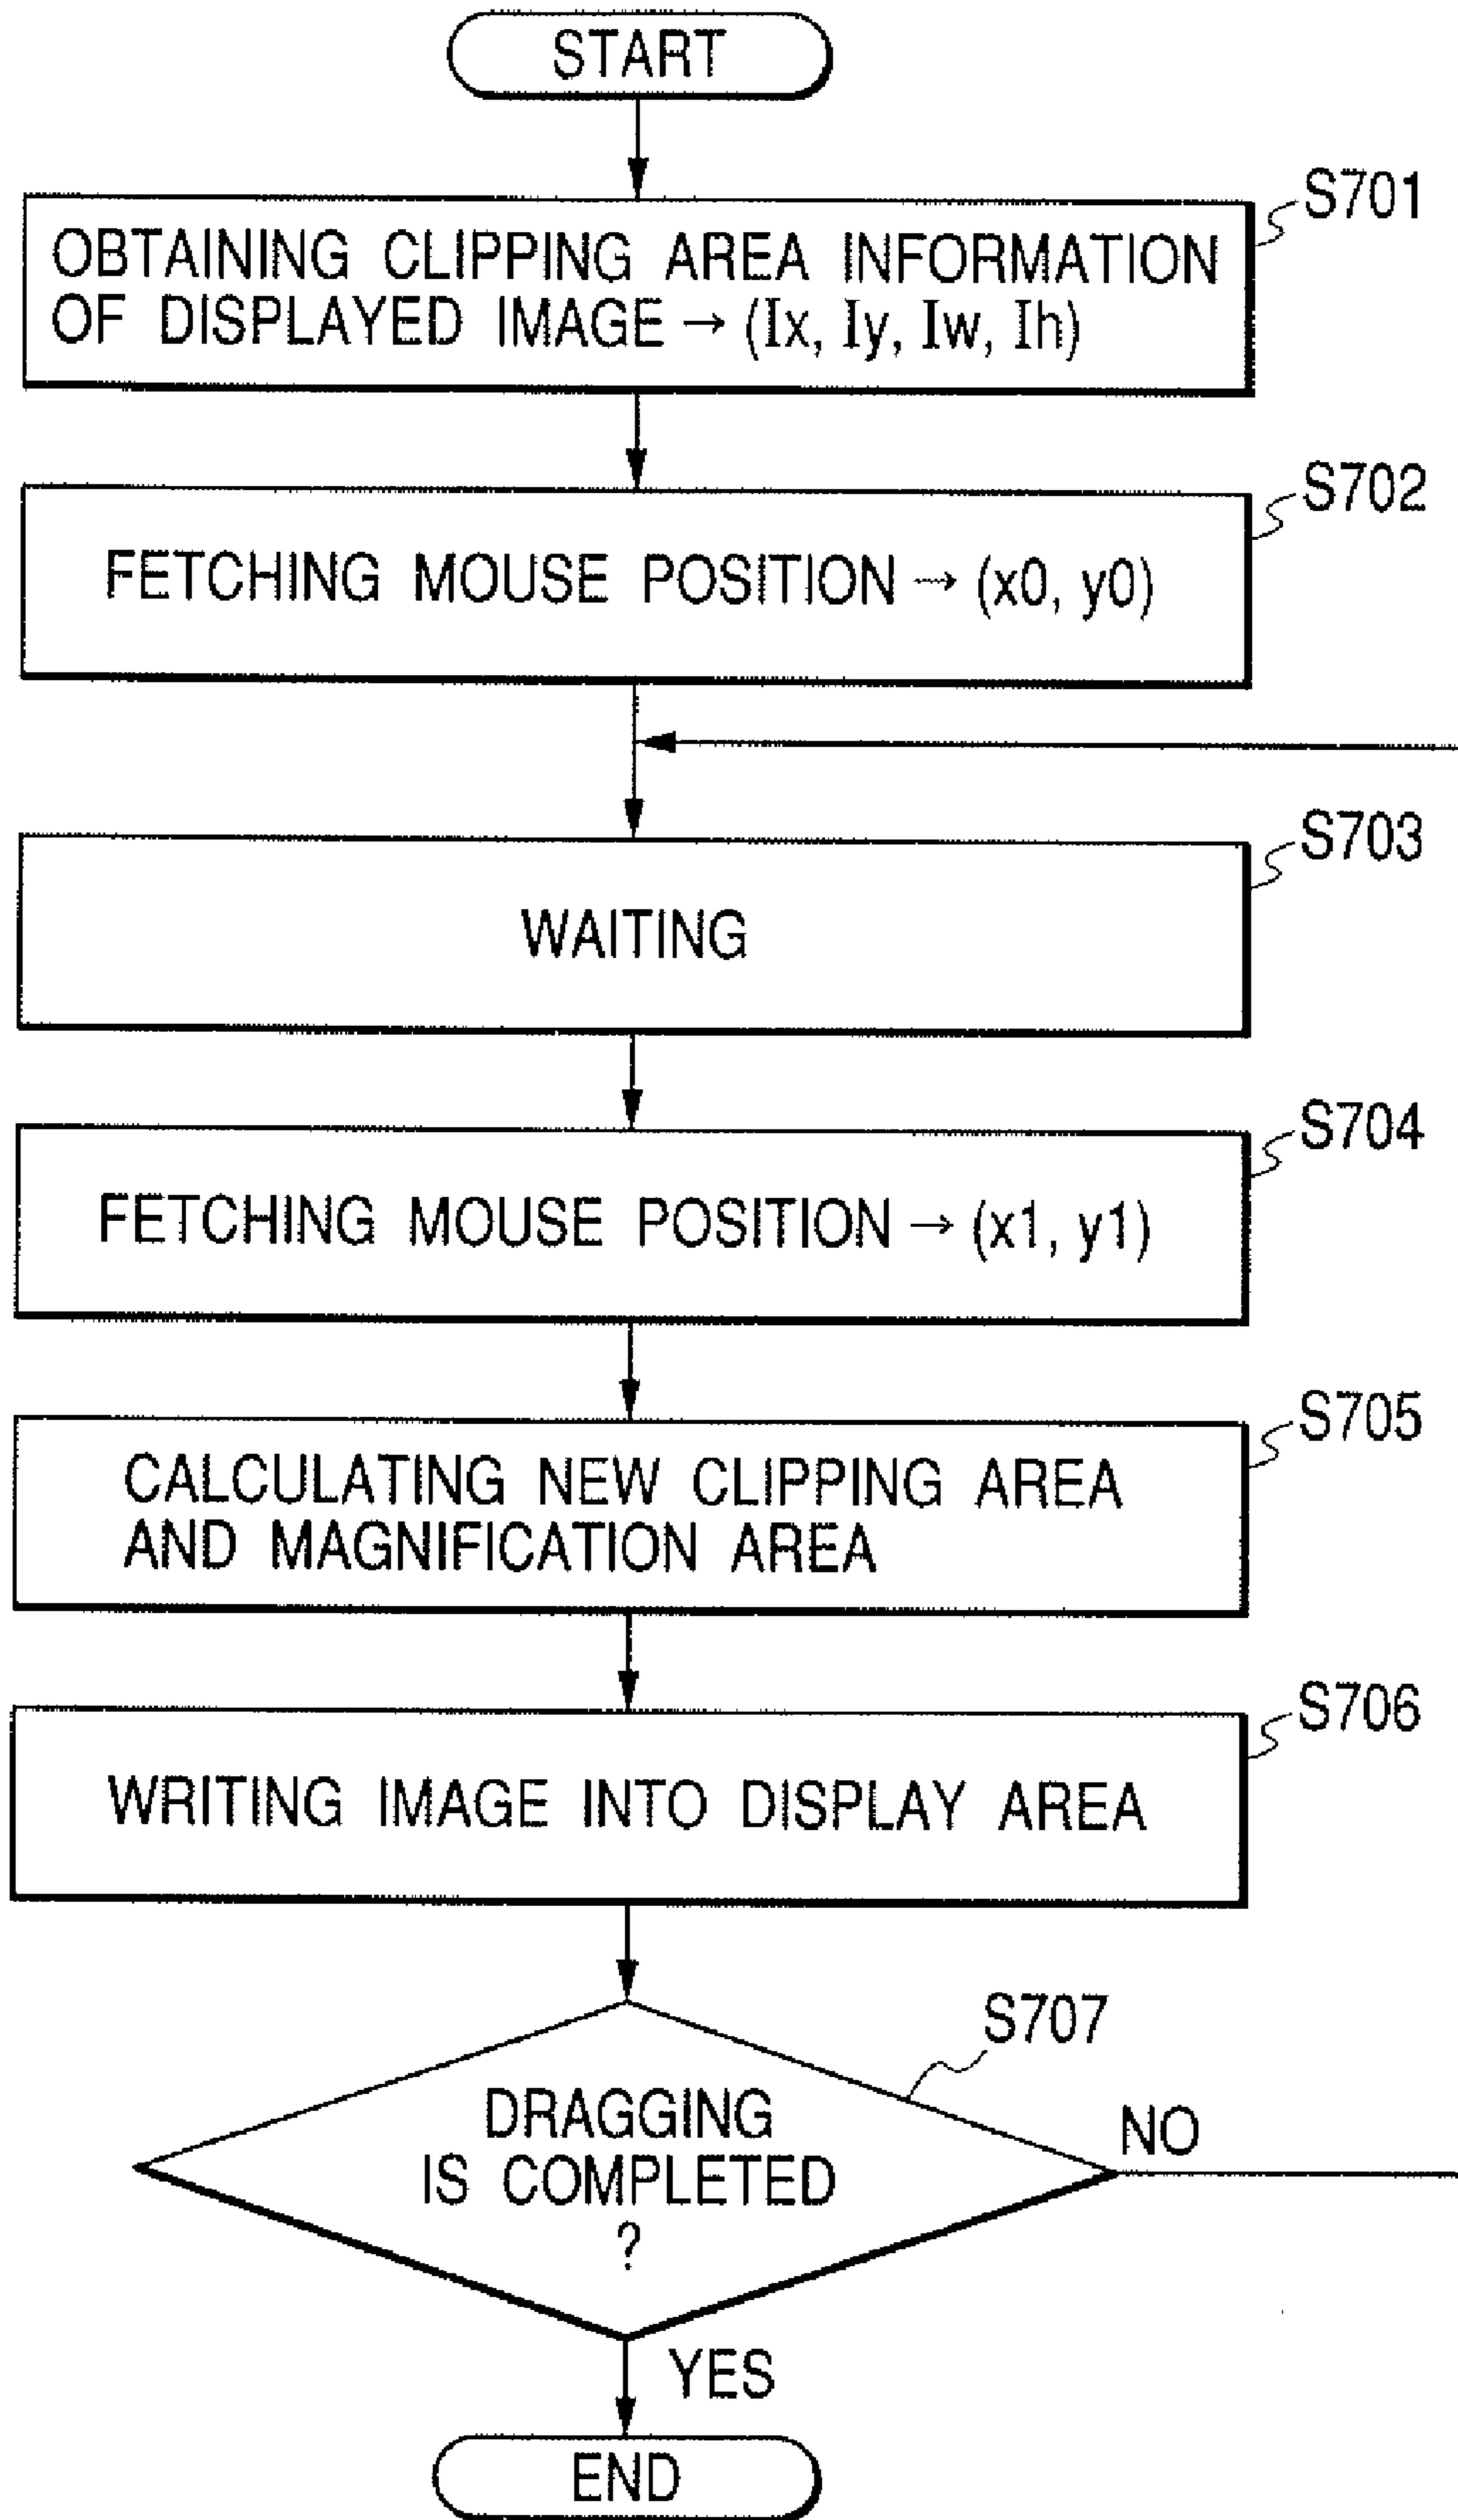 START
S701
OBTAINING CLIPPING AREA INFORMATION
OF DISPLAYED IMAGE → (Ix, Iy, Iw, Ih)
S702
FETCHING MOUSE POSITION → (x0, y0)
S703
WAITING
S704
FETCHING MOUSE POSITION → (x1, y1)
S705
CALCULATING NEW CLIPPING AREA
AND MAGNIFICATION AREA
S706
WRITING IMAGE INTO DISPLAY AREA
S707
DRAGGING
IS COMPLETED
?
NO
YES
END